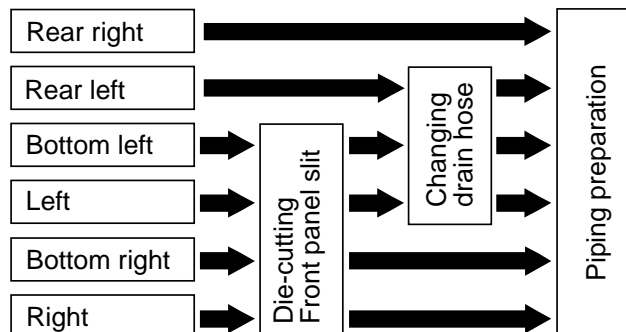 Rear right
Rear left
Bottom left
Left
Bottom right
Right
Die-cutting
Front panel slit
Changing
drain hose
Piping preparation